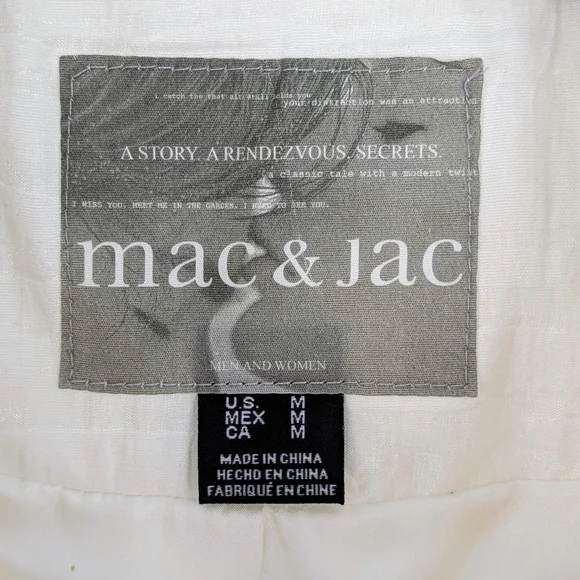 i catch the that air still holds you
your distraction was an attractio
A STORY. A RENDEZVOUS. SECRETS.
a classic tale with a modern twist
I MISS YOU. MEET ME IN THE GARDEN. I NEED TO SEE YOU.
mac & Jac
MEN AND WOMEN
U.S. M
MEX M
CA M
MADE IN CHINA
HECHO EN CHINA
FABRIQUÉ EN CHINE